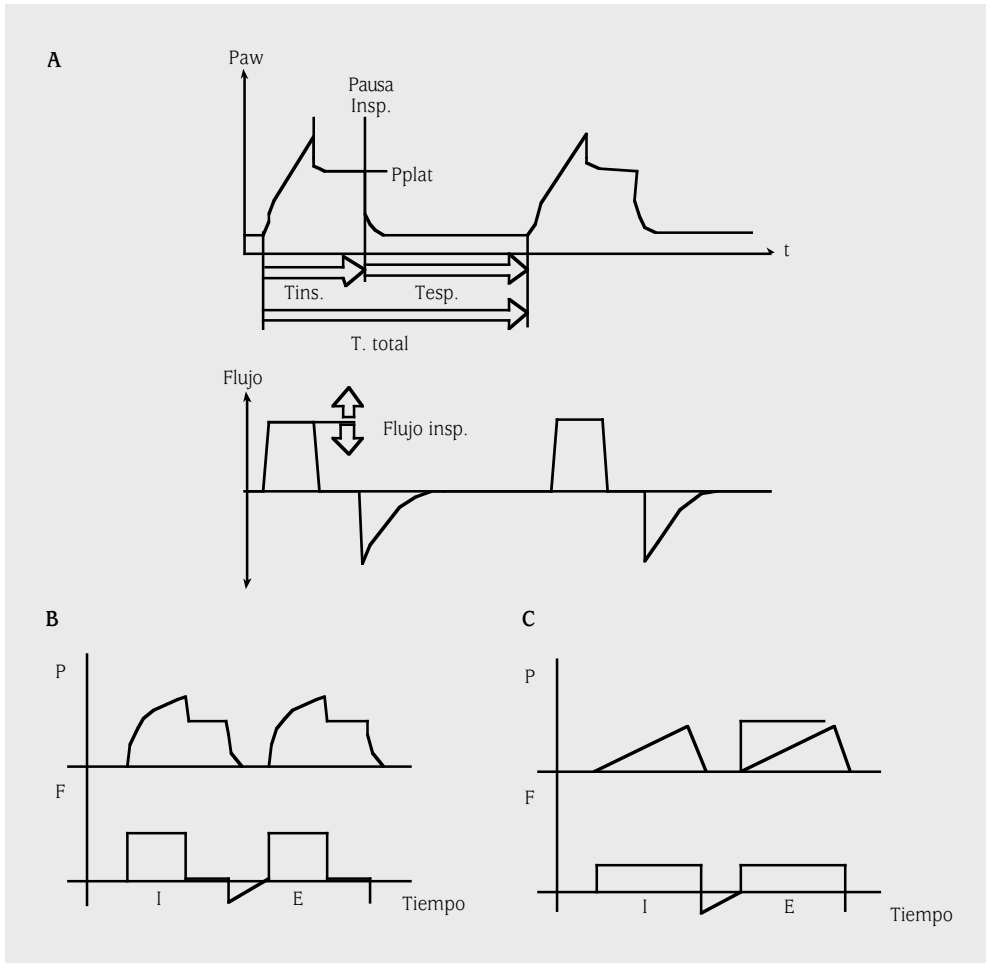 A
Paw
Pausa
Insp.
Pplat
t
Tins.
Tesp.
T. total
Flujo
Flujo insp.
B
P
F
I
E
Tiempo
C
P
F
I
E
Tiempo